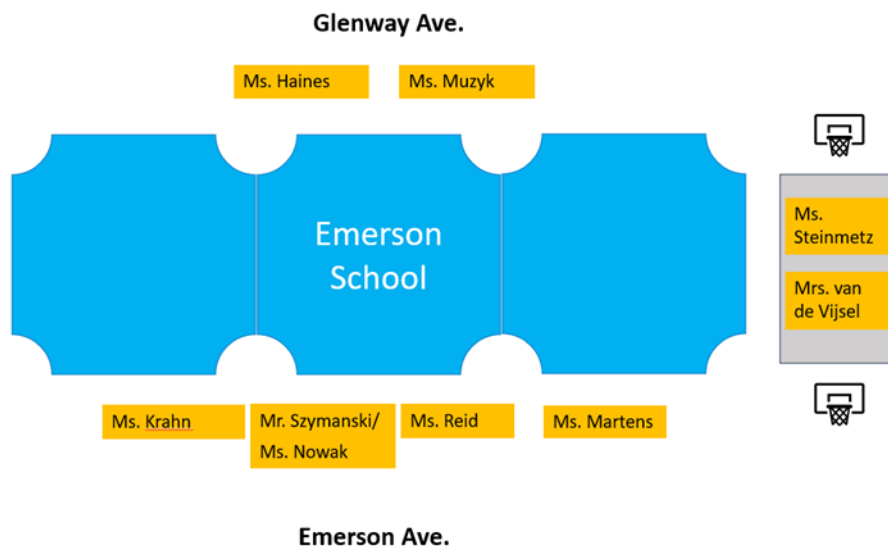 Glenway Ave.
Ms. Haines
Ms. Muzyk
Emerson
School
Ms.
Steinmetz
Mrs. van
de Vijsel
Ms. Krahn
Mr. Szymanski/
Ms. Nowak
Ms. Reid
Ms. Martens
Emerson Ave.